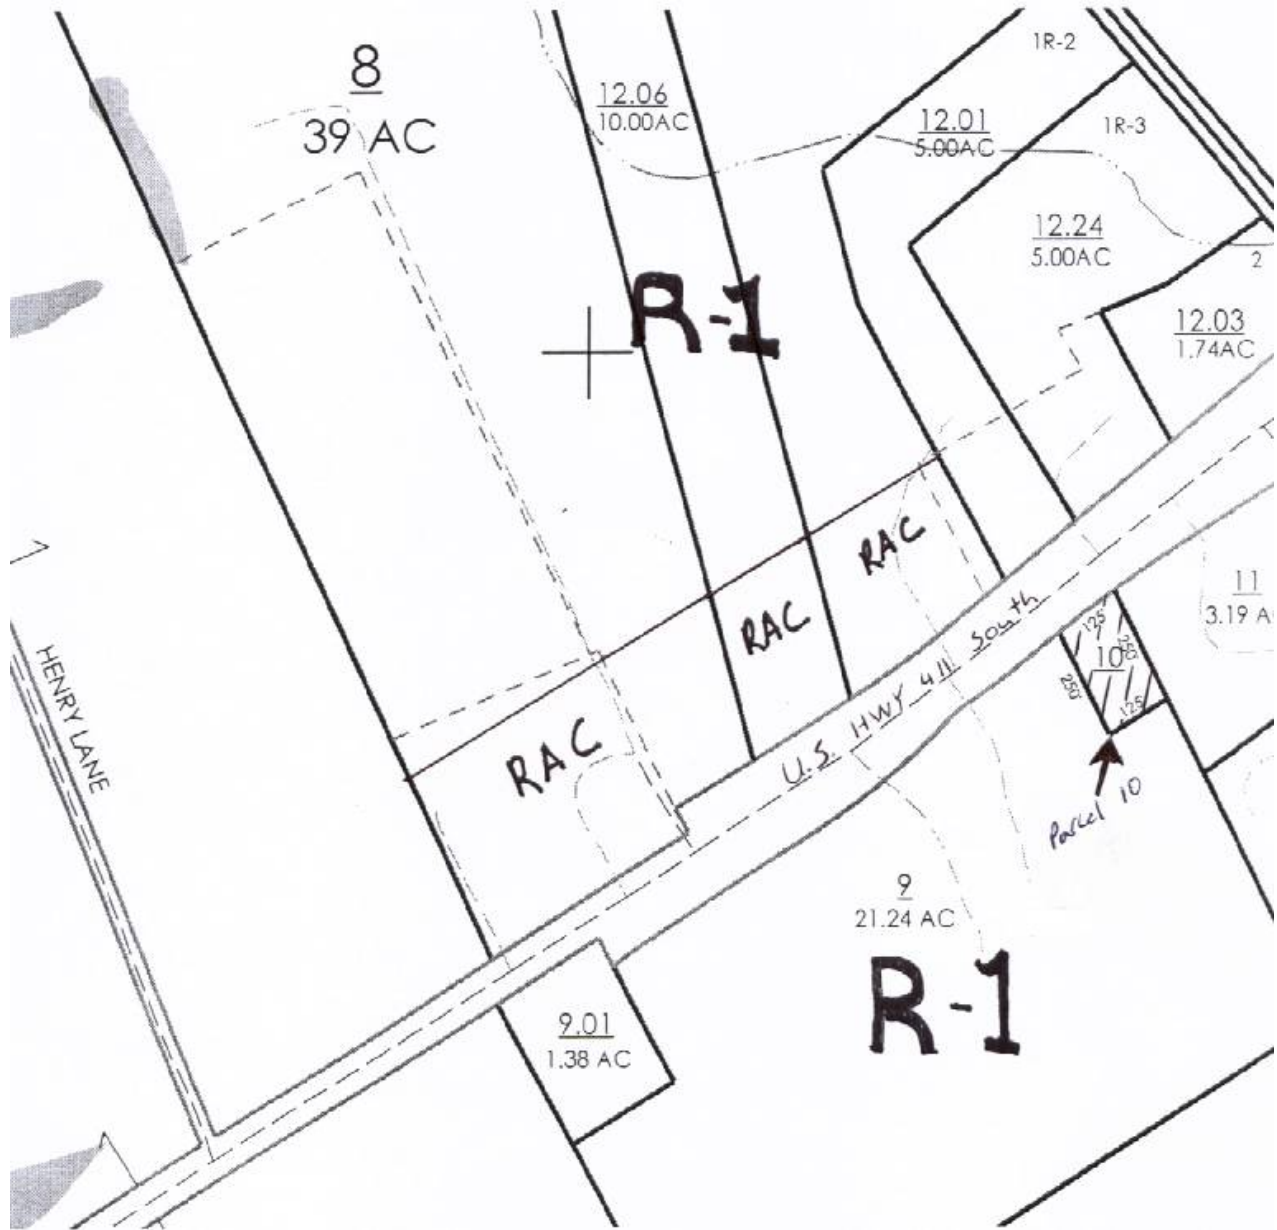 8
39 AC
12.06
10.00AC
1R-2
12.01
5.00AC
1R-3
12.24
5.00AC
2
12.03
1.74AC
R-1
RAC
RAC
RAC
U.S. HWY 411 South
HENRY LANE
11
3.19 A
125'
250'
10
250'
125'
Parcel 10
9
21.24 AC
R-1
9.01
1.38 AC